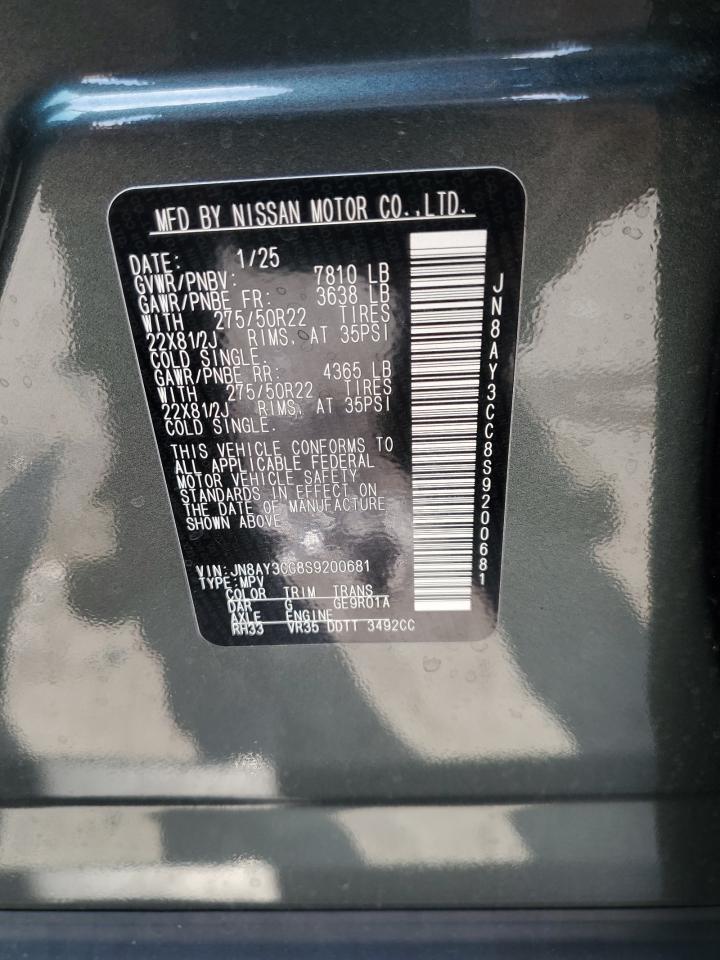 MFD BY NISSAN MOTOR CO.,LTD.
DATE: 1/25
GVWR/PNBV: 7810 LB
GAWR/PNBE FR: 3638 LB
WITH 275/50R22 TIRES
22X81/2J RIMS, AT 35PSI
COLD SINGLE.
GAWR/PNBE RR: 4365 LB
WITH 275/50R22 TIRES
22X81/2J RIMS, AT 35PSI
COLD SINGLE.
THIS VEHICLE CONFORMS TO
ALL APPLICABLE FEDERAL
MOTOR VEHICLE SAFETY
STANDARDS IN EFFECT ON
THE DATE OF MANUFACTURE
SHOWN ABOVE
VIN:JN8AY3CC8S9200681
TYPE:MPV
COLOR TRIM TRANS
DAR G GE9R01A
AXLE ENGINE
RH33 VR35 DDTT 3492CC
JN8AY3CC8S9200681